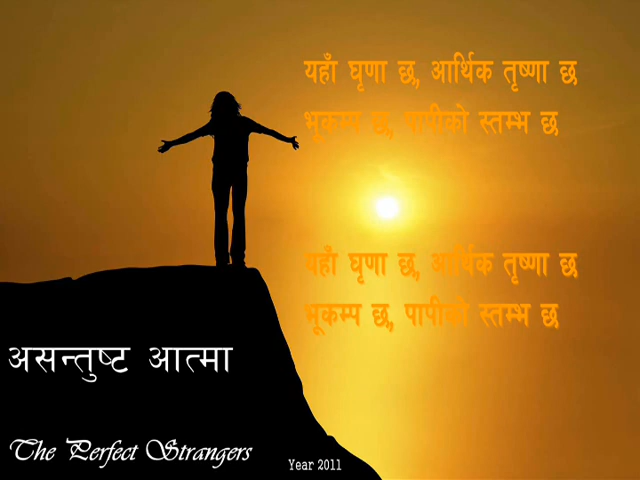 यहाँ घृणा छ, आर्थिक तृष्णा छ
भूकम्प छ, पापीको स्तम्भ छ
यहाँ घृणा छ, आर्थिक तृष्णा छ
भूकम्प छ, पापीको स्तम्भ छ
असन्तुष्ट आत्मा
The Perfect Strangers
Year 2011